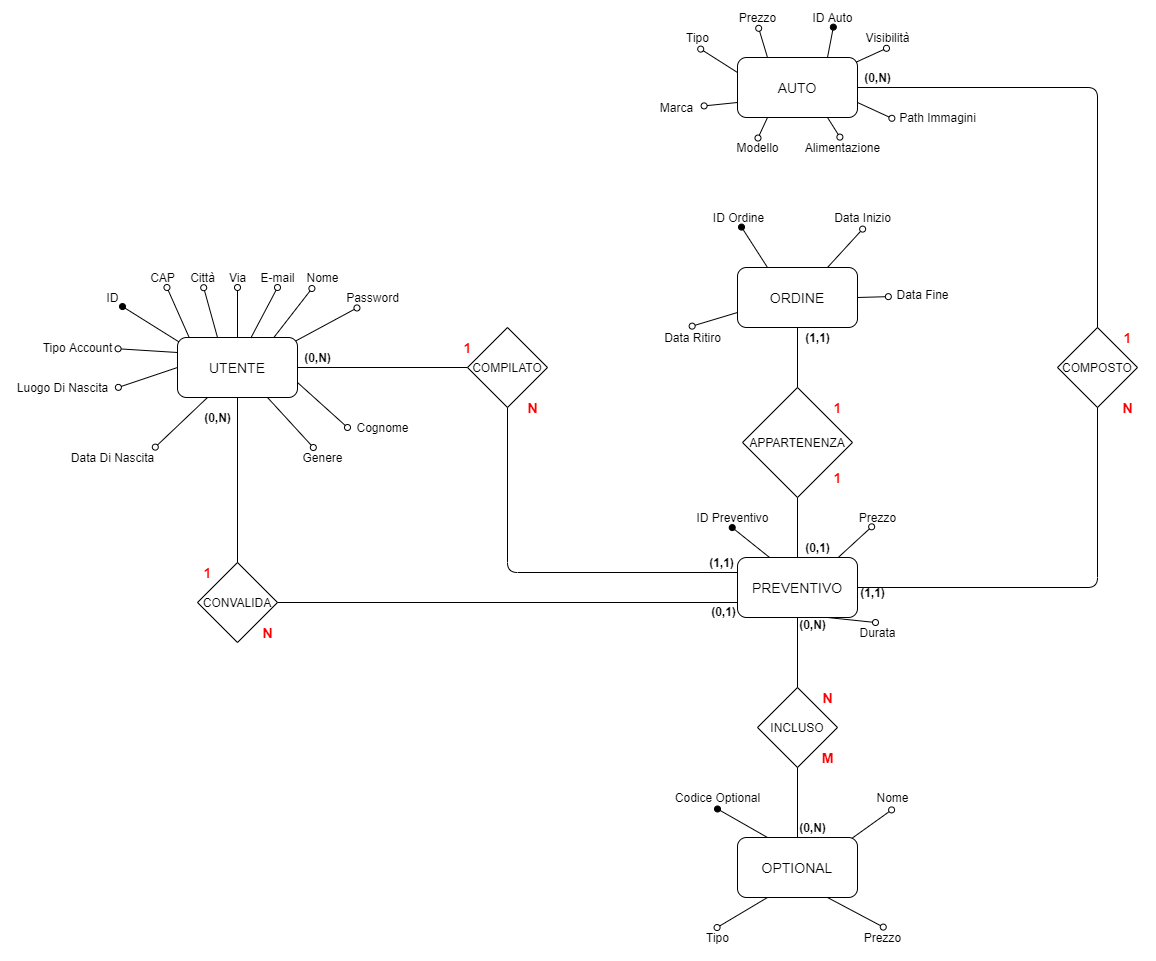 Prezzo
ID Auto
Tipo
Visibilità
AUTO
(0,N)
Marca
Path Immagini
Modello
Alimentazione
ID Ordine
Data Inizio
ORDINE
Data Fine
Data Ritiro
(1,1)
CAP
Città
Via
E-mail
Nome
ID
Password
Tipo Account
UTENTE
(0,N)
Luogo Di Nascita
(0,N)
Cognome
Data Di Nascita
Genere
1
COMPILATO
N
1
COMPOSTO
N
1
APPARTENENZA
1
ID Preventivo
Prezzo
(0,1)
(1,1)
PREVENTIVO
(1,1)
(0,1)
(0,N)
Durata
1
CONVALIDA
N
N
INCLUSO
M
Codice Optional
Nome
(0,N)
OPTIONAL
Tipo
Prezzo